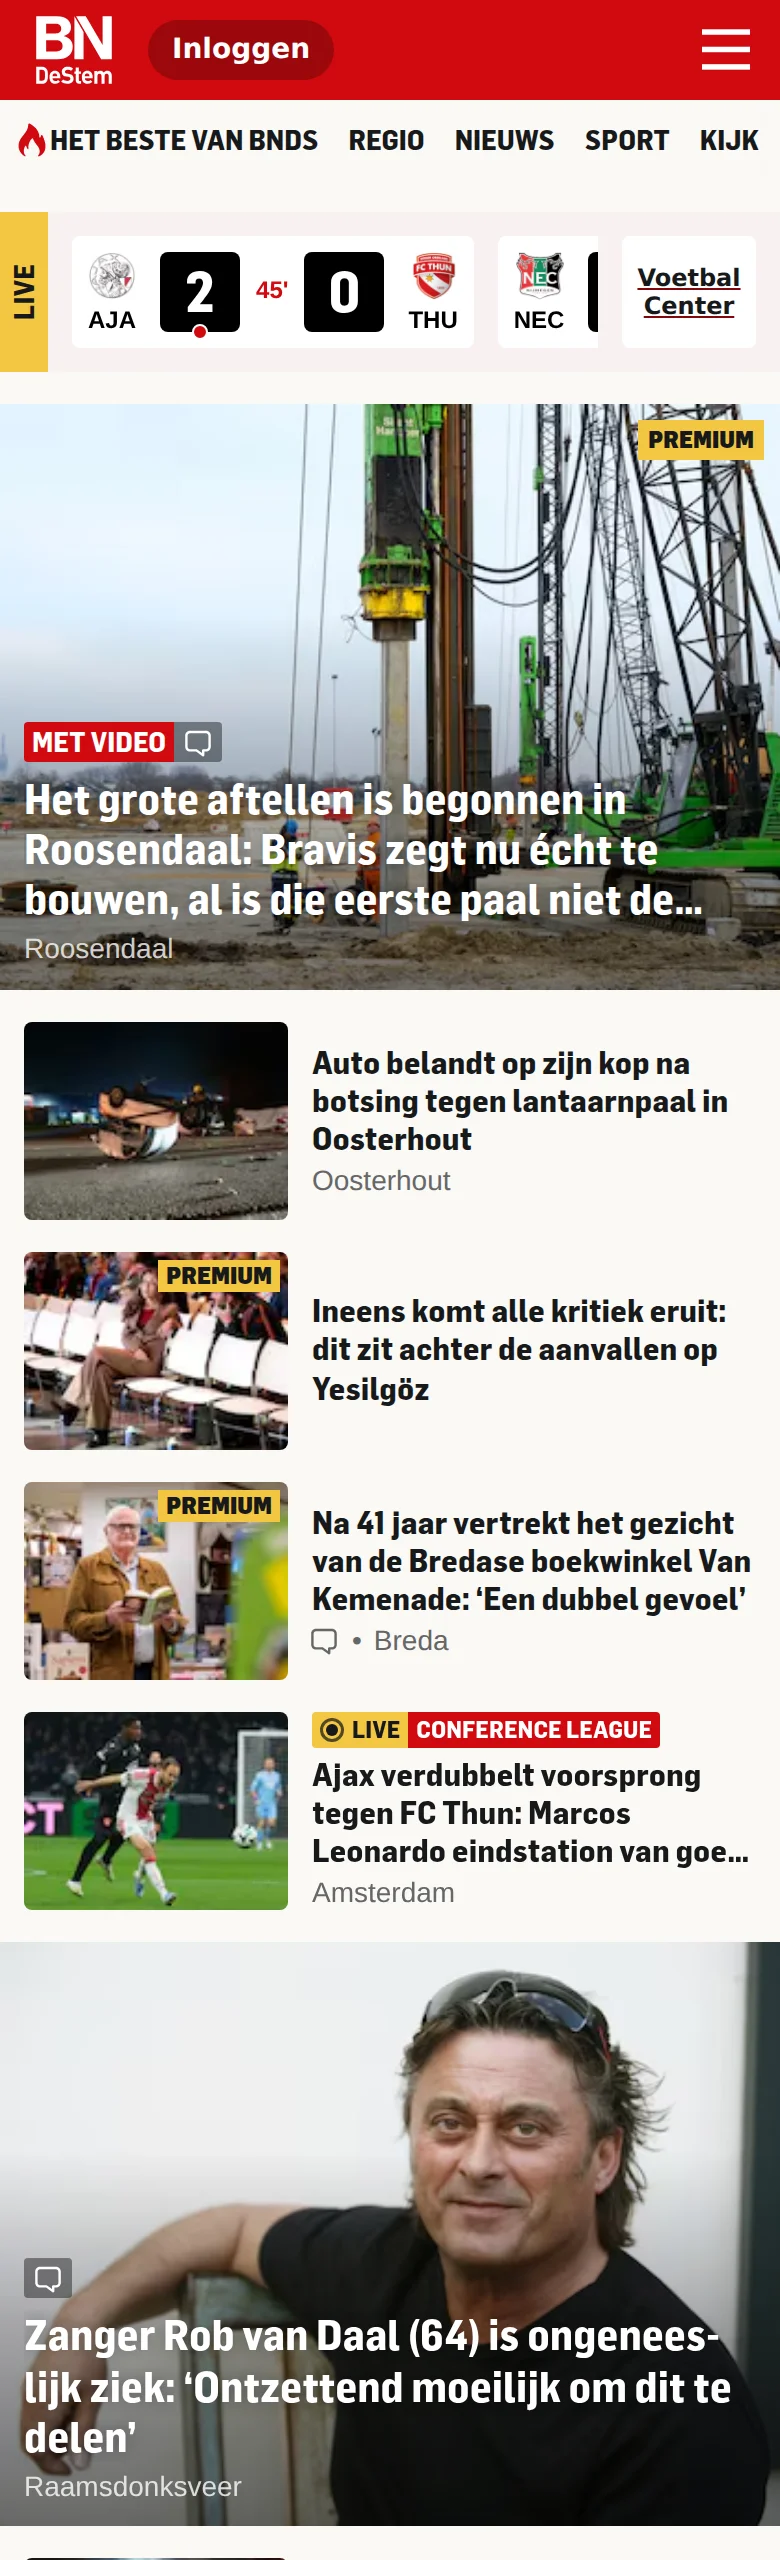 BN
DeStem
Inloggen
HET BESTE VAN BNDS REGIO NIEUWS SPORT KIJK
LIVE
AJA
2
45'
0
FC THUN
THU
NEC
NEC
Voetbal
Center
PREMIUM
MET VIDEO
Het grote aftellen is begonnen in
Roosendaal: Bravis zegt nu écht te
bouwen, al is die eerste paal niet de...
Roosendaal
Auto belandt op zijn kop na
botsing tegen lantaarnpaal in
Oosterhout
Oosterhout
PREMIUM
Ineens komt alle kritiek eruit:
dit zit achter de aanvallen op
Yesilgöz
PREMIUM
Na 41 jaar vertrekt het gezicht
van de Bredase boekwinkel Van
Kemenade: ‘Een dubbel gevoel’
• Breda
LIVE CONFERENCE LEAGUE
Ajax verdubbelt voorsprong
tegen FC Thun: Marcos
Leonardo eindstation van goe...
Amsterdam
Zanger Rob van Daal (64) is ongenees-
lijk ziek: ‘Ontzettend moeilijk om dit te
delen’
Raamsdonksveer